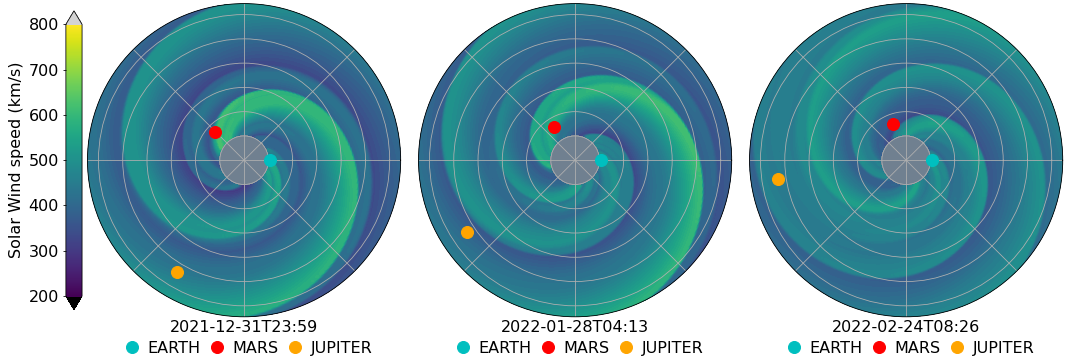 800
700
600
500
400
300
200
Solar Wind speed (km/s)
2021-12-31T23:59
2022-01-28T04:13
2022-02-24T08:26
EARTH MARS JUPITER
EARTH MARS JUPITER
EARTH MARS JUPITER